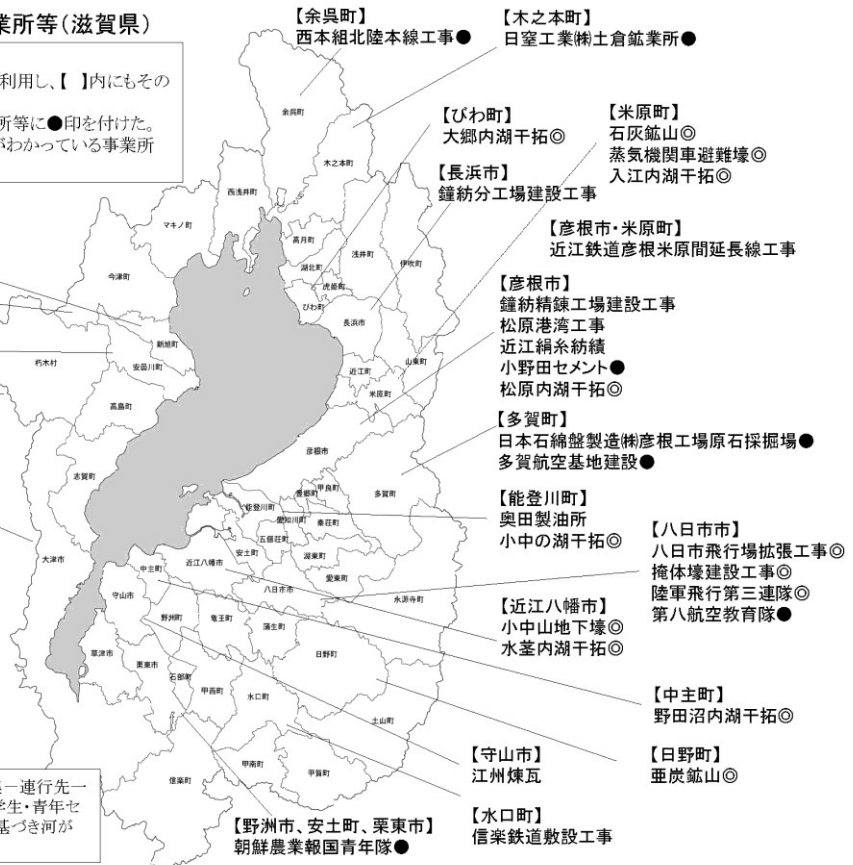 業所等(滋賀県)
利用し、【 】内にもその
所等に●印を付けた。
がわかっている事業所
【余呉町】
西本組北陸本線工事●
【木之本町】
日窒工業㈱土倉鉱業所●
【びわ町】
大郷内湖干拓◎
【長浜市】
鐘紡分工場建設工事
【米原町】
石灰鉱山◎
蒸気機関車避難壕◎
入江内湖干拓◎
【彦根市・米原町】
近江鉄道彦根米原間延長線工事
【彦根市】
鐘紡精錬工場建設工事
松原港湾工事
近江絹糸紡績
小野田セメント●
松原内湖干拓◎
【多賀町】
日本石綿盤製造㈱彦根工場原石採掘場●
多賀航空基地建設●
【能登川町】
奥田製油所
小中の湖干拓◎
【八日市市】
八日市飛行場拡張工事◎
掩体壕建設工事◎
陸軍飛行第三連隊◎
第八航空教育隊●
【近江八幡市】
小中山地下壕◎
水茎内湖干拓◎
【中主町】
野田沼内湖干拓◎
【守山市】
江州煉瓦
【日野町】
亜炭鉱山◎
【水口町】
信楽鉄道敷設工事
【野洲市、安土町、栗東市】
朝鮮農業報国青年隊●
余呉町
木之本町
西浅井町
マキノ町
高月町
浅井町
伊吹町
湖北町
虎姫町
びわ町
今津町
長浜市
新旭町
山東町
朽木村
安曇川町
近江町
米原町
高島町
彦根市
志賀町
多賀町
甲良町
豊郷町
能登川町
愛知川町
秦荘町
五個荘町
大津市
安土町
湖東町
近江八幡市
中主町
愛東町
八日市市
永源寺町
守山市
野洲町
竜王町
蒲生町
草津市
日野町
栗東市
石部町
甲西町
水口町
土山町
甲南町
甲賀町
信楽町
集―連行先一
学生・青年セ
基づき河が